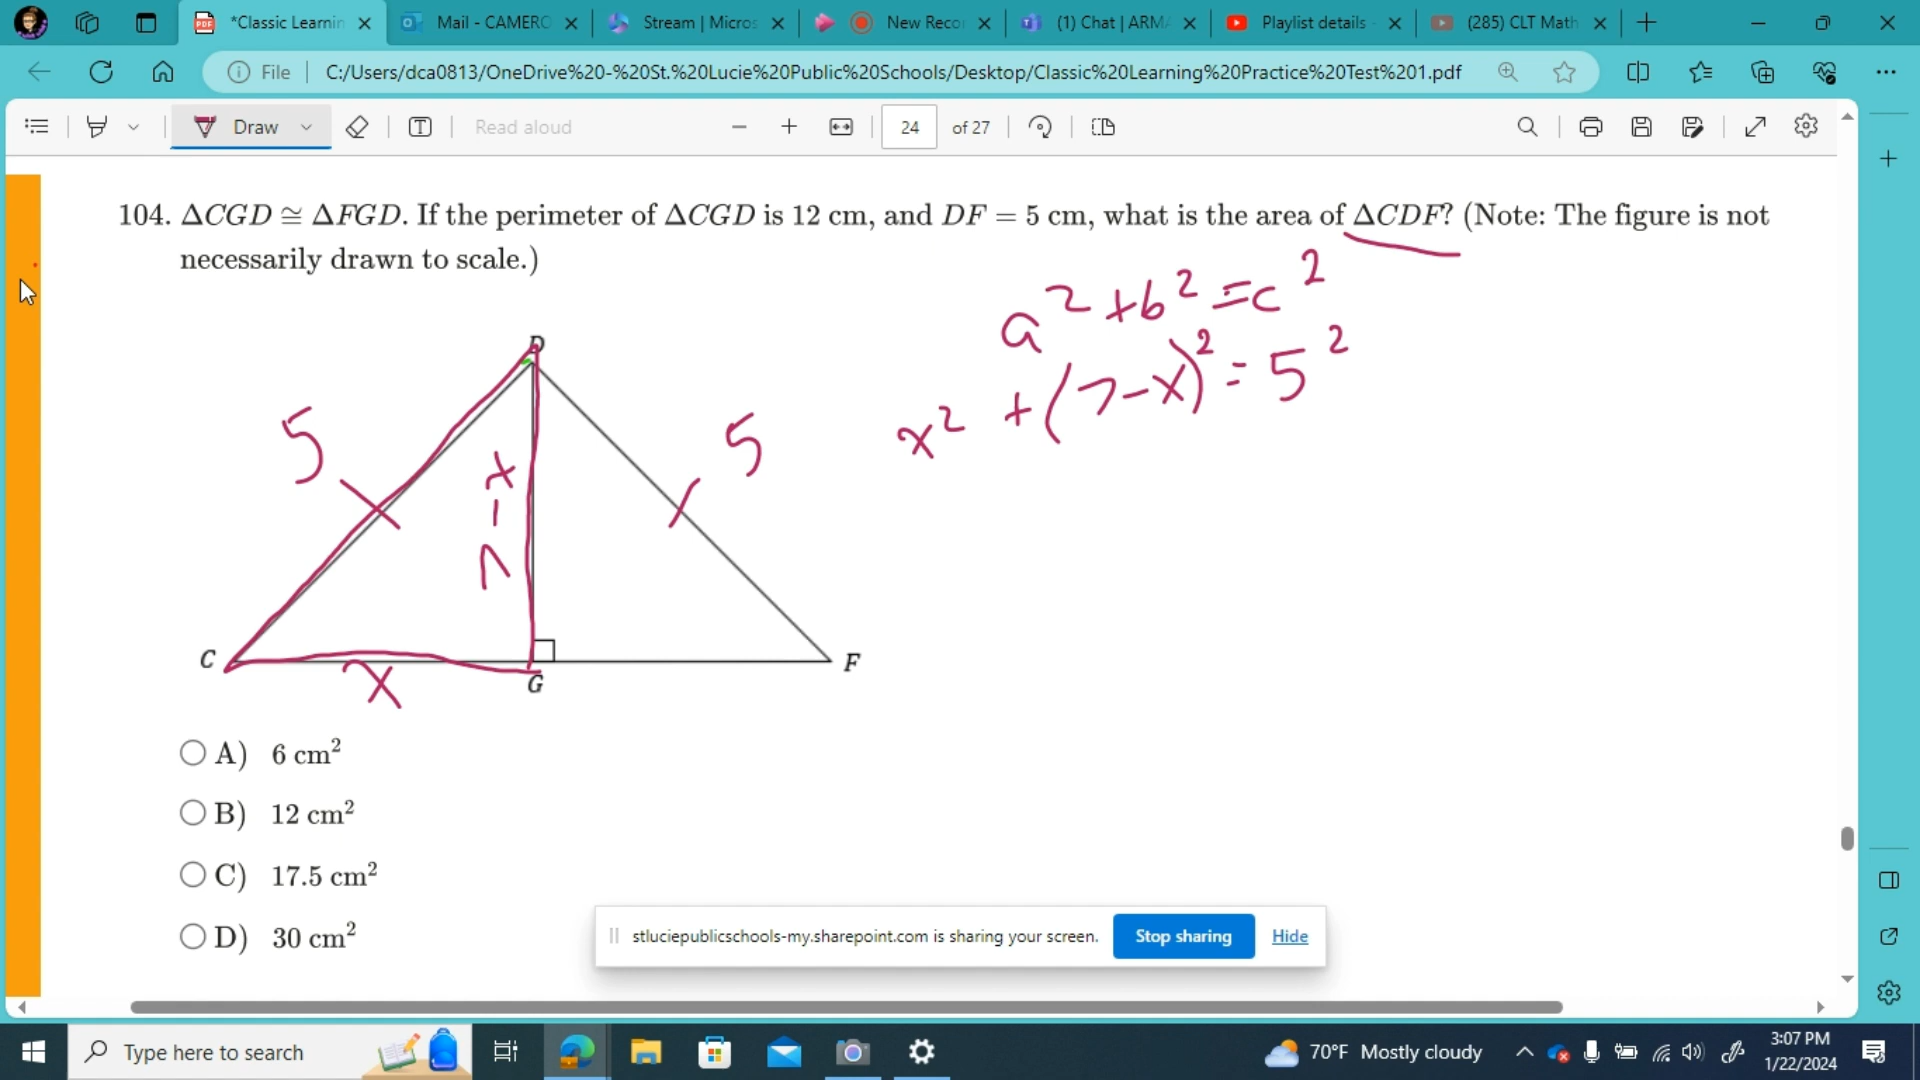 *Classic Learnin
Mail - CAMERO
Stream | Micros
New Recor
(1) Chat | ARMA
Playlist details
(285) CLT Math
File
C:/Users/dca0813/OneDrive%20-%20St.%20Lucie%20Public%20Schools/Desktop/Classic%20Learning%20Practice%20Test%201.pdf
Draw
Read aloud
24 of 27
104. ΔCGD ≅ ΔFGD. If the perimeter of ΔCGD is 12 cm, and DF = 5 cm, what is the area of ΔCDF? (Note: The figure is not
necessarily drawn to scale.)
a² + b² = c²
x² + (7-x)² = 5²
D
5
5
7-x
C
F
x
G
A) 6 cm²
B) 12 cm²
C) 17.5 cm²
D) 30 cm²
stluciepublicschools-my.sharepoint.com is sharing your screen.
Stop sharing
Hide
Type here to search
70°F Mostly cloudy
3:07 PM
1/22/2024